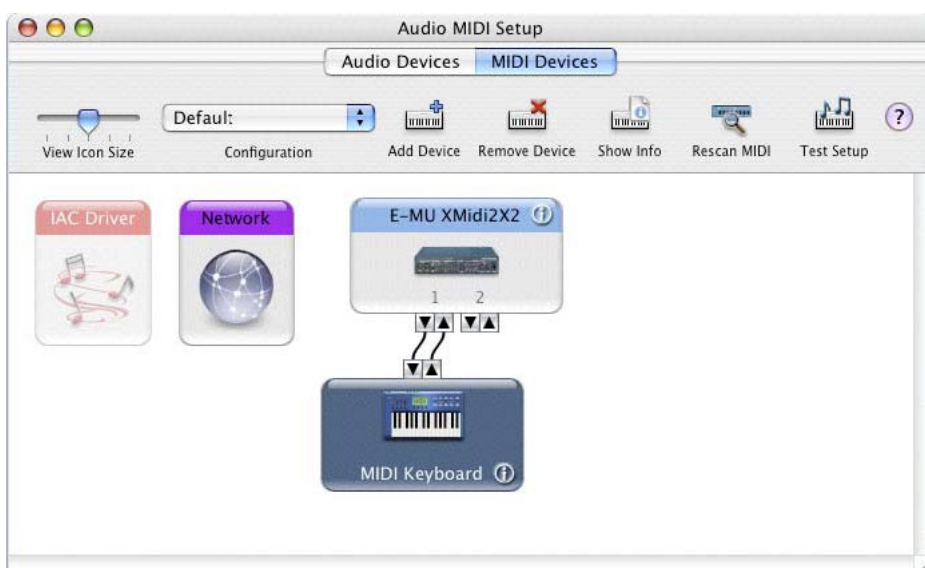 Audio MIDI Setup
Audio Devices MIDI Devices
Default
View Icon Size
Configuration
Add Device
Remove Device
Show Info
Rescan MIDI
Test Setup
?
IAC Driver
Network
E-MU XMidi2X2
1 2
MIDI Keyboard